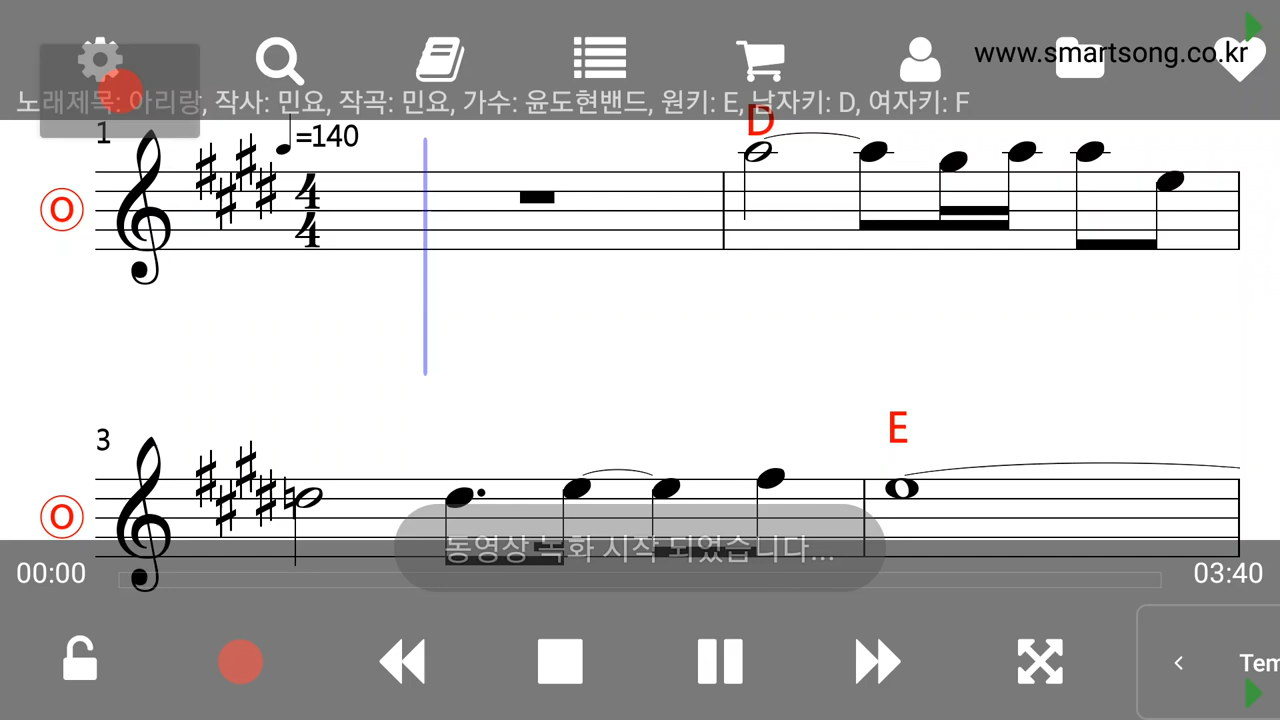 www.smartsong.co.kr
노래제목: 아리랑, 작사: 민요, 작곡: 민요, 가수: 윤도현밴드, 원키: E, 남자키: D, 여자키: F
1
=140
D
O
4
4
3
E
O
동영상 녹화 시작 되었습니다...
00:00
03:40
Tem